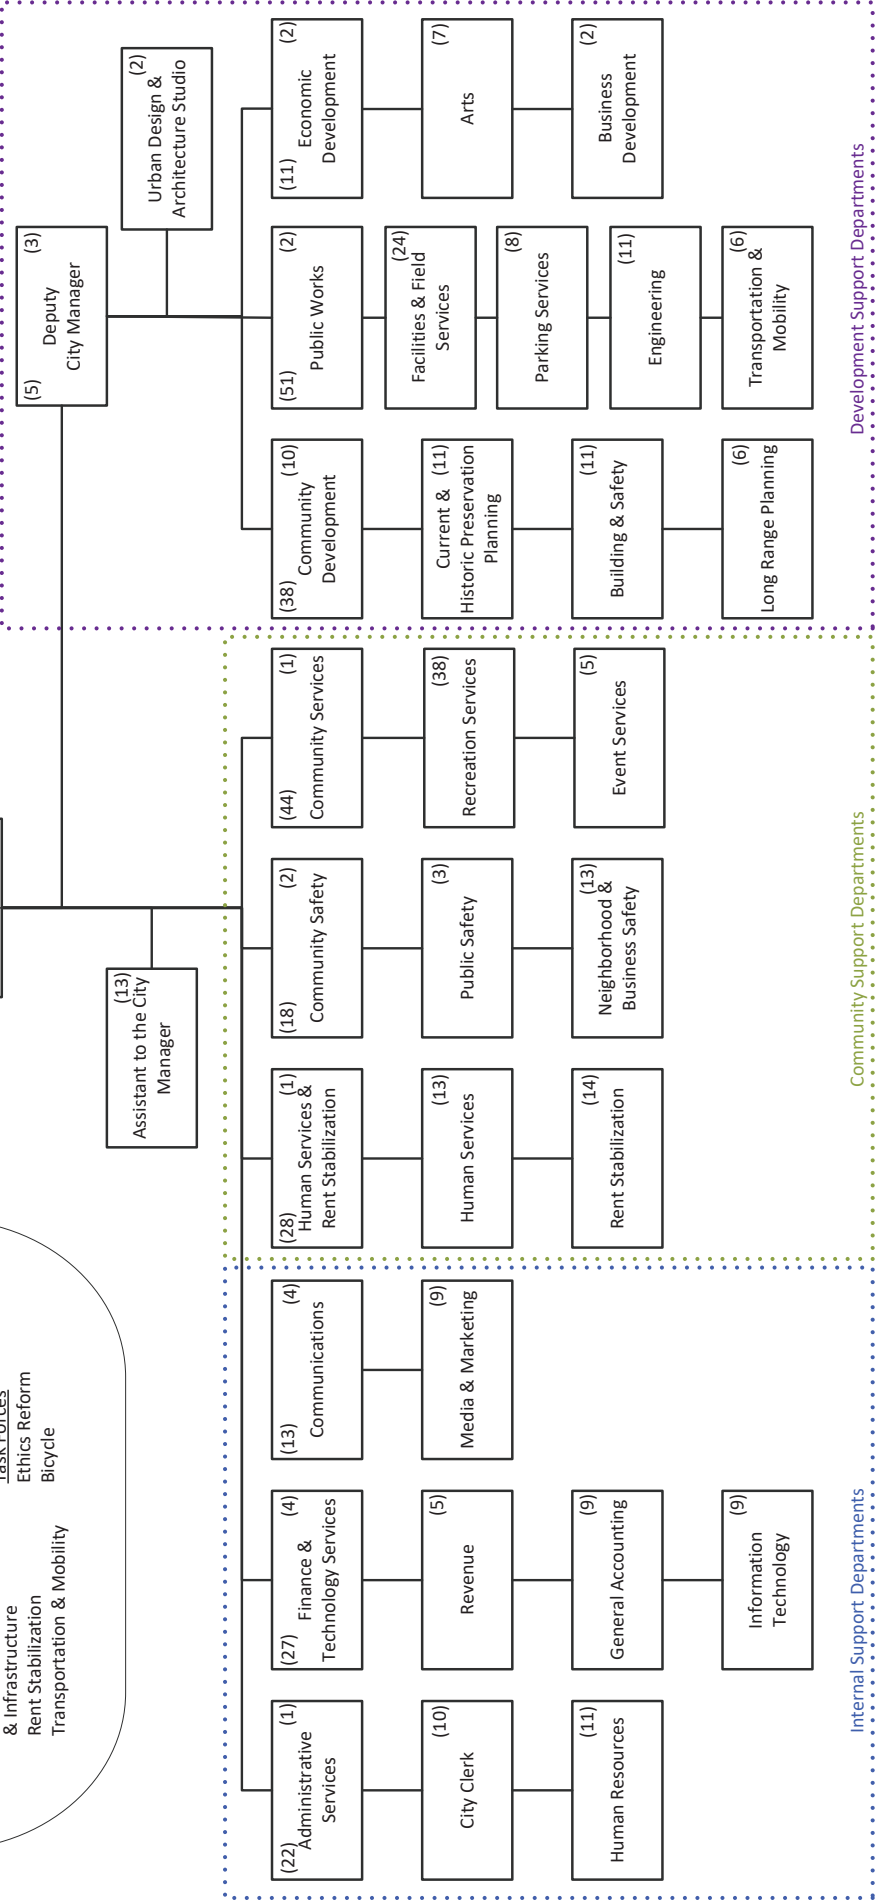 & Infrastructure
Rent Stabilization
Transportation & Mobility
Task Forces
Ethics Reform
Bicycle
(13)
Assistant to the City
Manager
(5)
(3)
Deputy
City Manager
(2)
Urban Design &
Architecture Studio
(22)
(1)
Administrative
Services
(10)
City Clerk
(11)
Human Resources
(27)
(4)
Finance &
Technology Services
(5)
Revenue
(9)
General Accounting
(9)
Information
Technology
(13)
(4)
Communications
(9)
Media & Marketing
Internal Support Departments
(28)
(1)
Human Services &
Rent Stabilization
(13)
Human Services
(14)
Rent Stabilization
(18)
(2)
Community Safety
(3)
Public Safety
(13)
Neighborhood &
Business Safety
(44)
(1)
Community Services
(38)
Recreation Services
(5)
Event Services
Community Support Departments
(38)
(10)
Community
Development
(11)
Current &
Historic Preservation
Planning
(11)
Building & Safety
(6)
Long Range Planning
(51)
(2)
Public Works
(24)
Facilities & Field
Services
(8)
Parking Services
(11)
Engineering
(6)
Transportation &
Mobility
(11)
(2)
Economic
Development
(7)
Arts
(2)
Business
Development
Development Support Departments